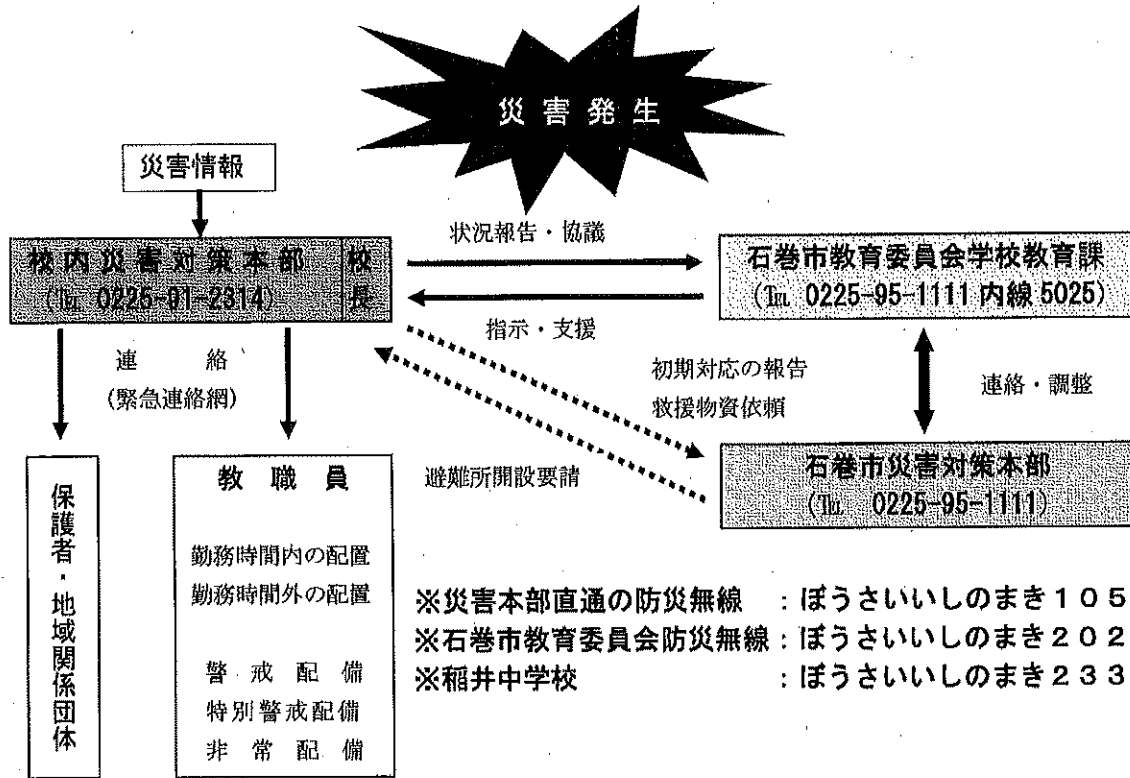 災害発生
災害情報
校内災害対策本部 校長
(℡ 0225-91-2314)
状況報告・協議
指示・支援
石巻市教育委員会学校教育課
(℡ 0225-95-1111 内線 5025)
連絡
(緊急連絡網)
初期対応の報告
救援物資依頼
連絡・調整
避難所開設要請
石巻市災害対策本部
(℡ 0225-95-1111)
保護者・地域関係団体
教職員
勤務時間内の配置
勤務時間外の配置
警戒配備
特別警戒配備
非常配備
※災害本部直通の防災無線 :ぼうさいいしのまき105
※石巻市教育委員会防災無線:ぼうさいいしのまき202
※稲井中学校 :ぼうさいいしのまき233